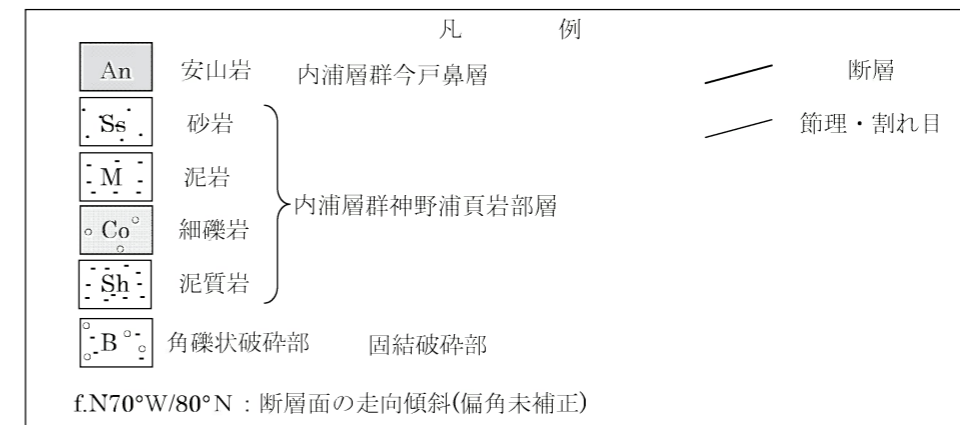 凡　例
An 安山岩 内浦層群今戸鼻層 断層
Ss 砂岩 節理・割れ目
M 泥岩
内浦層群神野浦頁岩部層
Co 細礫岩
Sh 泥質岩
B 角礫状破砕部 固結破砕部
f.N70°W/80°N：断層面の走向傾斜(偏角未補正)